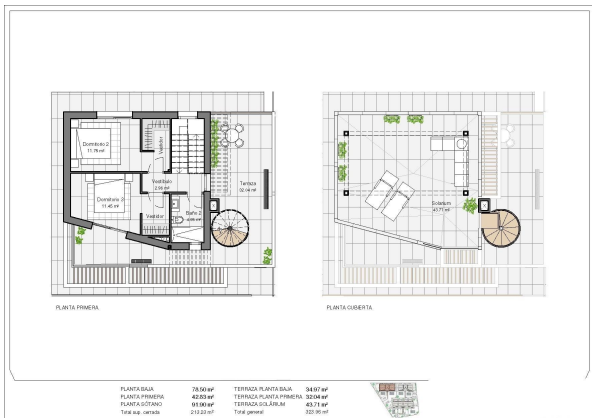 Dormitorio 2
11.79 m²
Vestidor
Vestíbulo
2.96 m²
Dormitorio 3
11.45 m²
Vestidor
Baño 2
Terraza
32.04 m²
Solarium
43.71 m²
PLANTA PRIMERA.
PLANTA CUBIERTA.
PLANTA BAJA 78.50 m² TERRAZA PLANTA BAJA 34.97 m²
PLANTA PRIMERA 42.83 m² TERRAZA PLANTA PRIMERA 32.04 m²
PLANTA SÓTANO 91.90 m² TERRAZA SOLÁRIUM 43.71 m²
Total sup. cerrada 213.23 m² Total general 323.95 m²